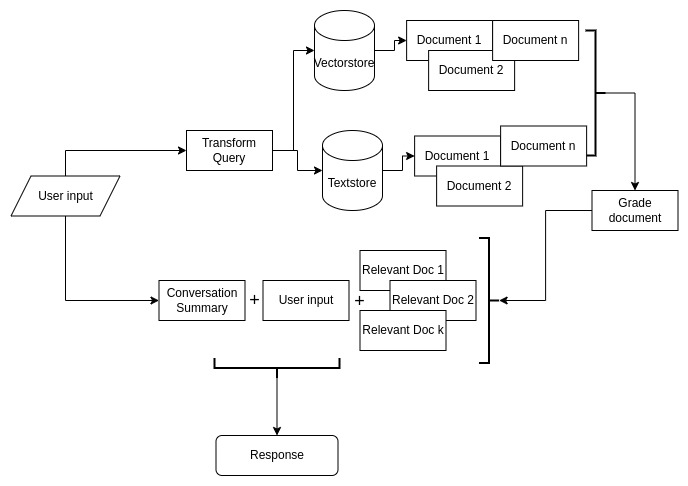 Vectorstore
Document 1
Document n
Document 2
Transform
Query
Textstore
Document 1
Document n
Document 2
User input
Grade
document
Conversation
Summary
+
User input
+
Relevant Doc 1
Relevant Doc 2
Relevant Doc k
Response